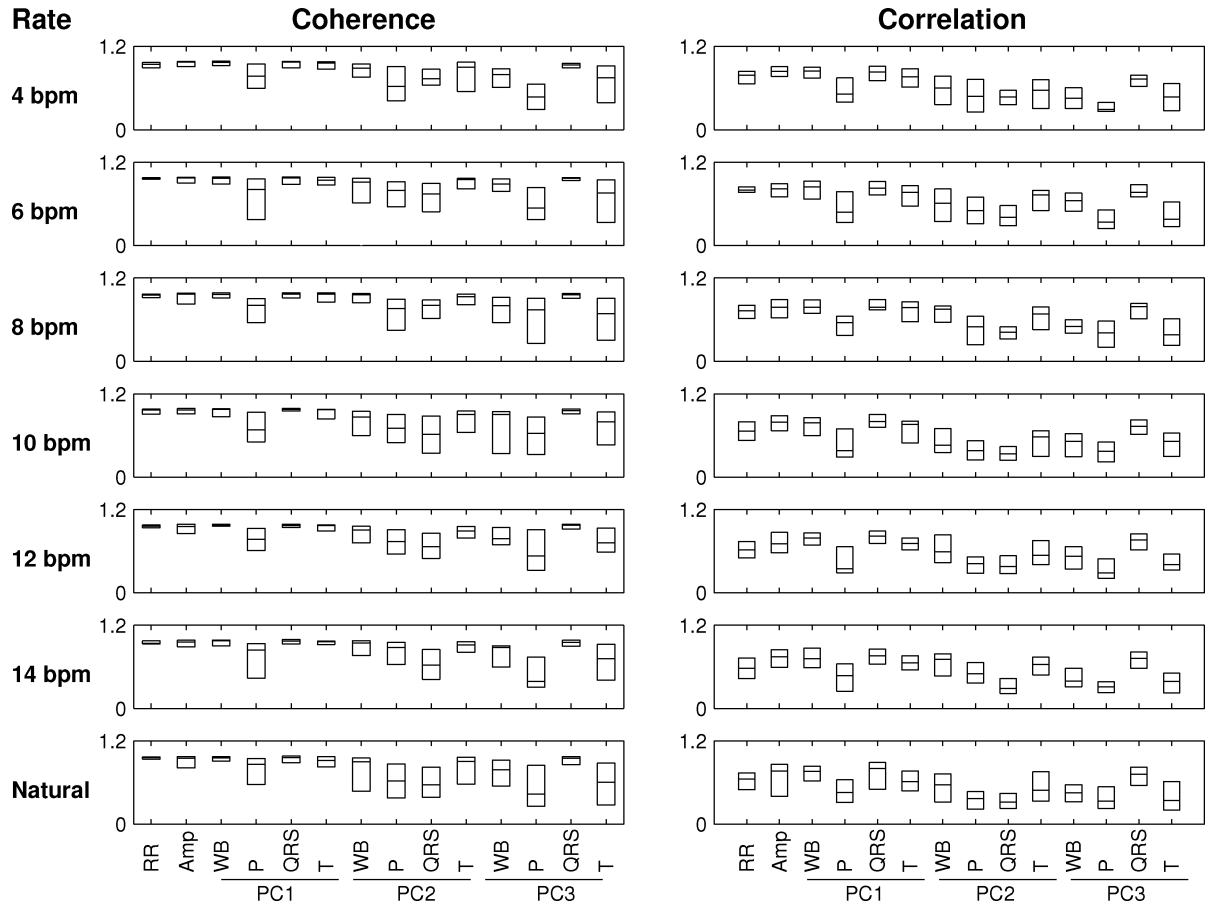 Rate Coherence Correlation
1.2 1.2
4 bpm
0 0
1.2 1.2
6 bpm
0 0
1.2 1.2
8 bpm
0 0
1.2 1.2
10 bpm
0 0
1.2 1.2
12 bpm
0 0
1.2 1.2
14 bpm
0 0
1.2 1.2
Natural
0 0
RR Amp WB P QRS T WB P QRS T WB P QRS T RR Amp WB P QRS T WB P QRS T WB P QRS T
PC1 PC2 PC3 PC1 PC2 PC3